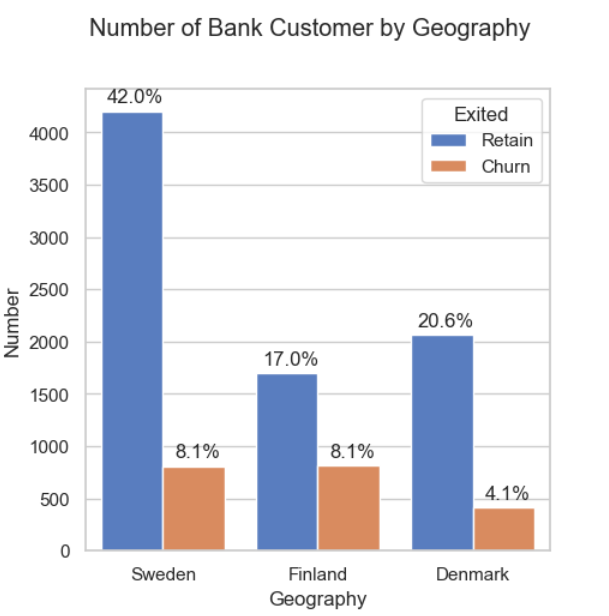 Number of Bank Customer by Geography
42.0%
Exited
Retain
Churn
4000
3500
3000
2500
2000
1500
1000
500
0
Number
20.6%
17.0%
8.1%
8.1%
4.1%
Sweden
Finland
Denmark
Geography